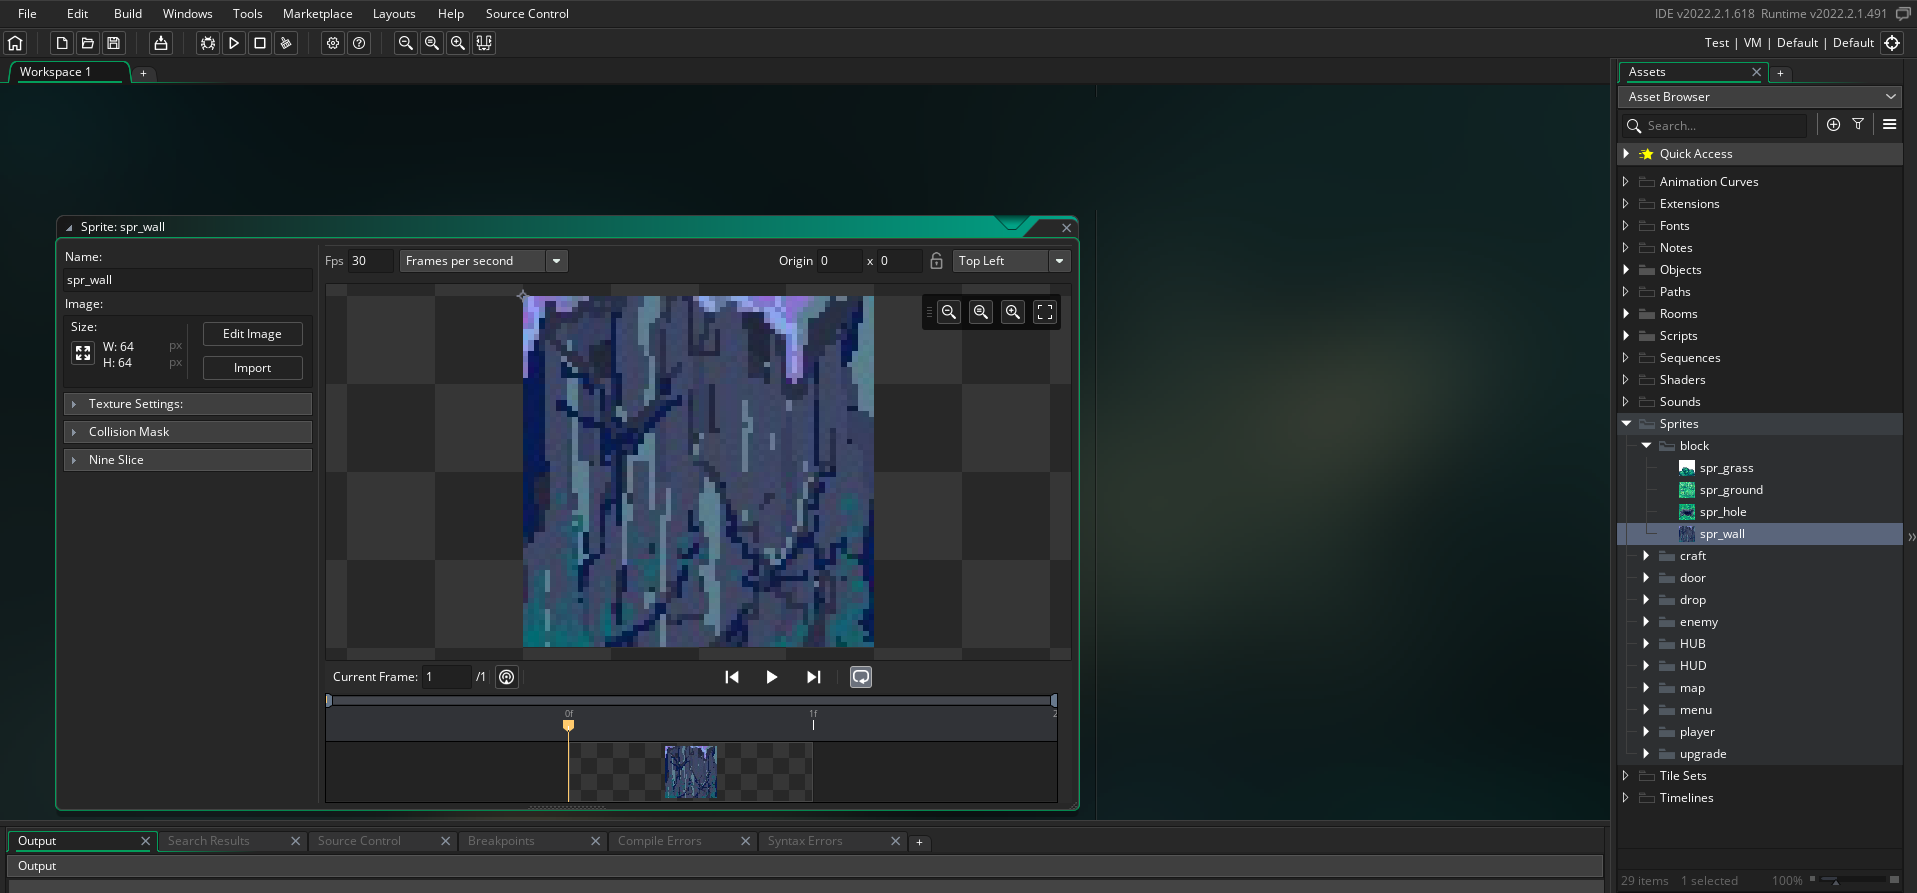 File Edit Build Windows Tools Marketplace Layouts Help Source Control
IDE v2022.2.1.618 Runtime v2022.2.1.491
Test | VM | Default | Default
Workspace 1 +
Sprite: spr_wall
Name:
spr_wall
Image:
Size:
W: 64 px
H: 64 px
Edit Image
Import
Texture Settings:
Collision Mask
Nine Slice
Fps 30 Frames per second
Origin 0 x 0 Top Left
Current Frame: 1 /1
0f 1f 2
Output Search Results Source Control Breakpoints Compile Errors Syntax Errors +
Output
Assets +
Asset Browser
Search...
Quick Access
Animation Curves
Extensions
Fonts
Notes
Objects
Paths
Rooms
Scripts
Sequences
Shaders
Sounds
Sprites
block
spr_grass
spr_ground
spr_hole
spr_wall
craft
door
drop
enemy
HUB
HUD
map
menu
player
upgrade
Tile Sets
Timelines
29 items 1 selected 100%